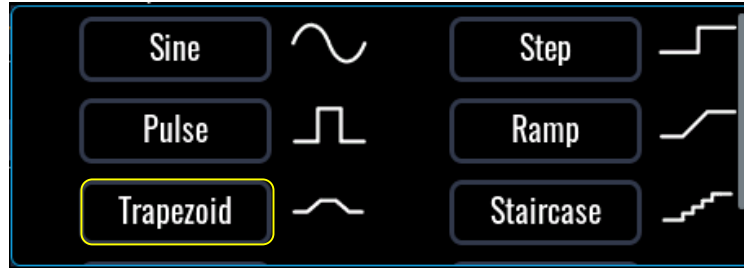 Sine
Step
Pulse
Ramp
Trapezoid
Staircase